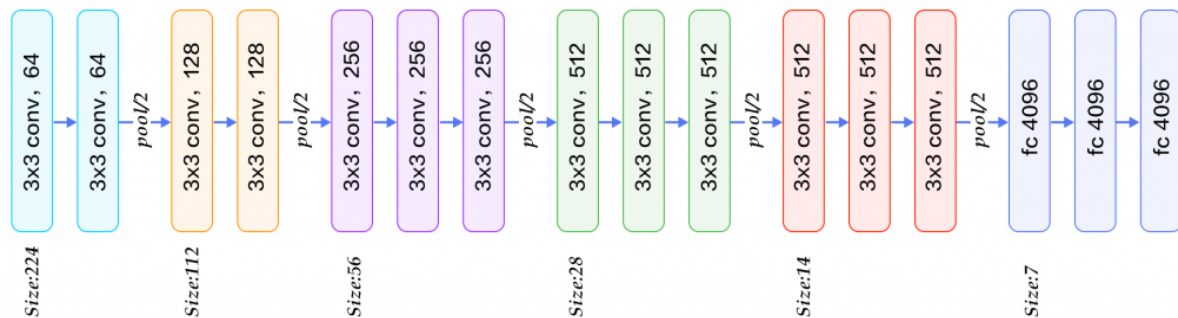 3x3 conv, 64
3x3 conv, 64
pool/2
3x3 conv, 128
3x3 conv, 128
pool/2
3x3 conv, 256
3x3 conv, 256
3x3 conv, 256
pool/2
3x3 conv, 512
3x3 conv, 512
3x3 conv, 512
pool/2
3x3 conv, 512
3x3 conv, 512
3x3 conv, 512
pool/2
fc 4096
fc 4096
fc 4096
Size:224
Size:112
Size:56
Size:28
Size:14
Size:7